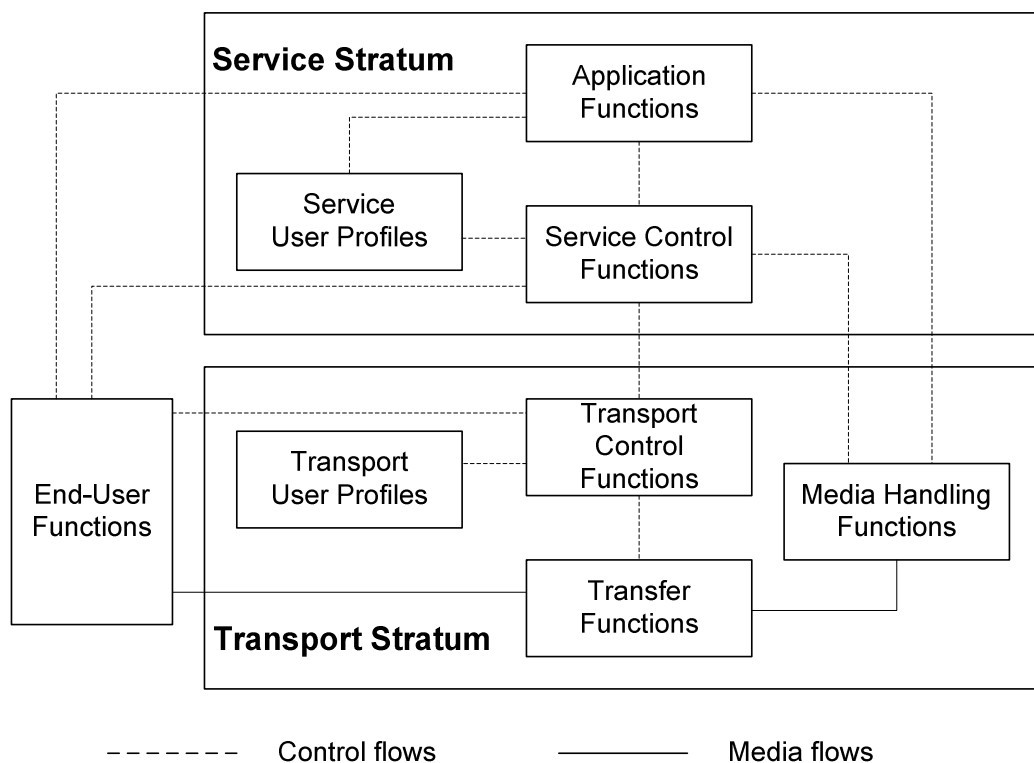 Service Stratum
Application
Functions
Service
User Profiles
Service Control
Functions
End-User
Functions
Transport
User Profiles
Transport
Control
Functions
Media Handling
Functions
Transfer
Functions
Transport Stratum
Control flows
Media flows